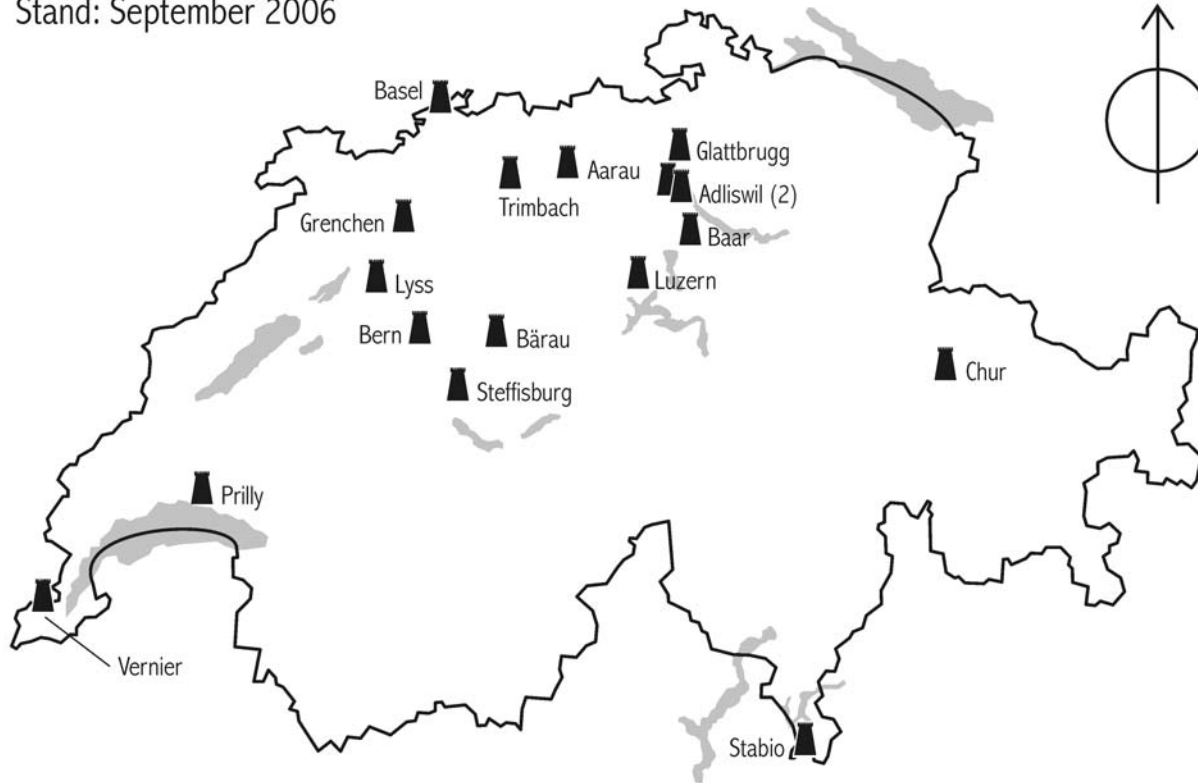 Stand: September 2006
Basel
Glattbrugg
Aarau
Adliswil (2)
Trimbach
Grenchen
Baar
Lyss
Luzern
Bern
Bärau
Chur
Steffisburg
Prilly
Vernier
Stabio